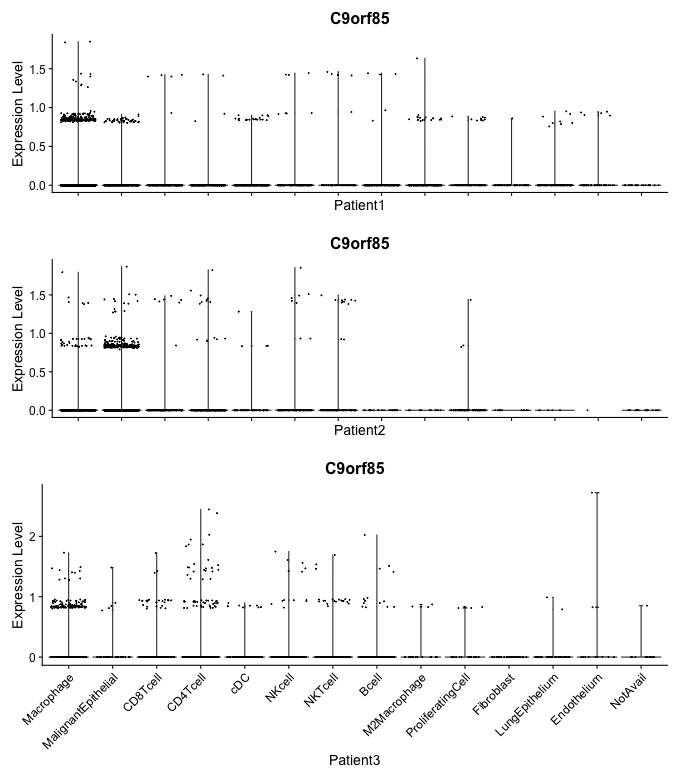 C9orf85
Expression Level
1.5
1.0
0.5
0.0
Patient1
C9orf85
Expression Level
1.5
1.0
0.5
0.0
Patient2
C9orf85
Expression Level
2
1
0
Macrophage
MalignantEpithelial
CD8Tcell
CD4Tcell
cDC
NKcell
NKTcell
Bcell
M2Macrophage
ProliferatingCell
Fibroblast
LungEpithelium
Endothelium
NotAvail
Patient3